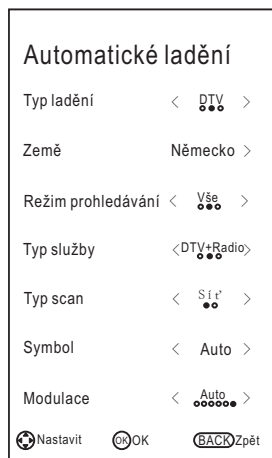 Automatické ladění
Typ ladění < DTV >
Země Německo >
Režim prohledávání < Vše >
Typ služby <DTV+Radio>
Typ scan < Síť >
Symbol < Auto >
Modulace < Auto >
Nastavit OK OK BACK Zpět